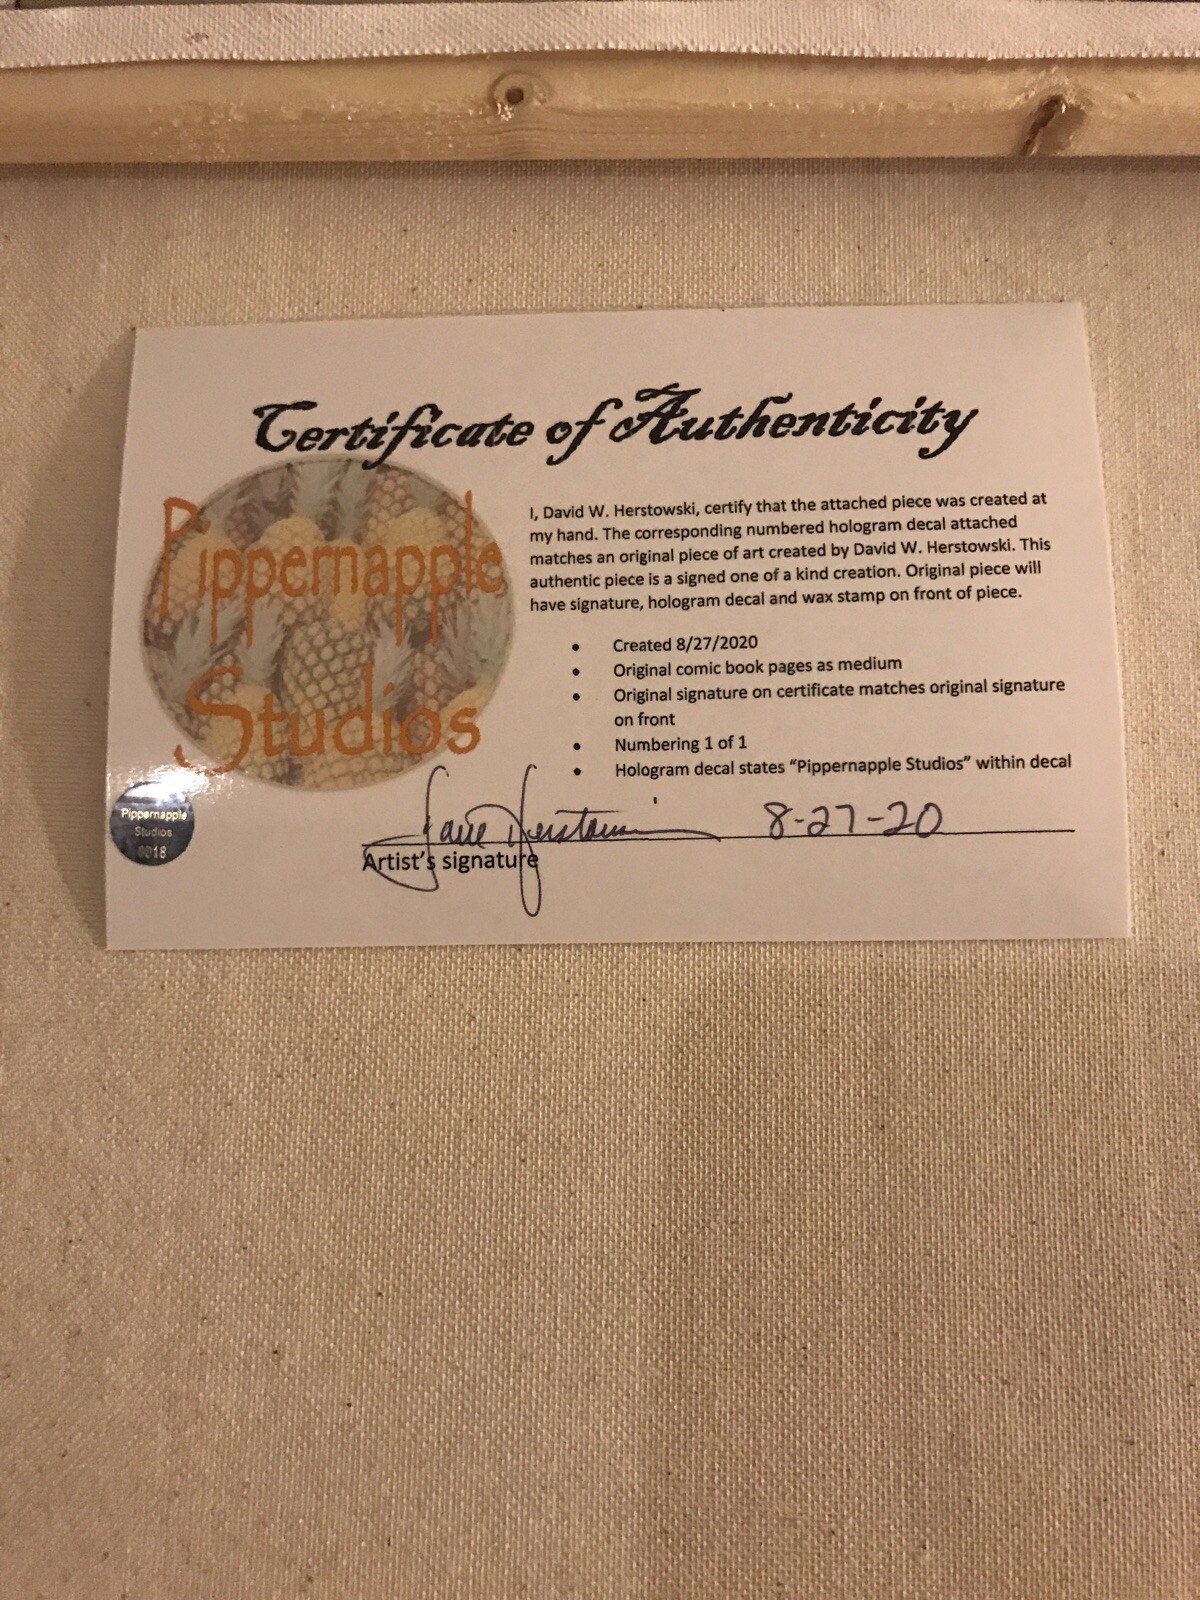 Certificate of Authenticity
Pippernapple
Studios
I, David W. Herstowski, certify that the attached piece was created at
my hand. The corresponding numbered hologram decal attached
matches an original piece of art created by David W. Herstowski. This
authentic piece is a signed one of a kind creation. Original piece will
have signature, hologram decal and wax stamp on front of piece.
• Created 8/27/2020
• Original comic book pages as medium
• Original signature on certificate matches original signature
on front
• Numbering 1 of 1
• Hologram decal states “Pippernapple Studios” within decal
Pippernapple
Studios
0018
8-27-20
Artist’s signature